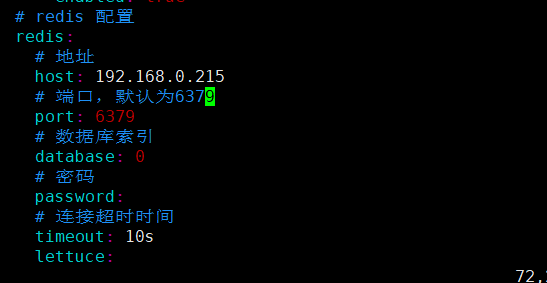 enabled: true
# redis 配置
redis:
# 地址
host: 192.168.0.215
# 端口，默认为6379
port: 6379
# 数据库索引
database: 0
# 密码
password:
# 连接超时时间
timeout: 10s
lettuce:
72,